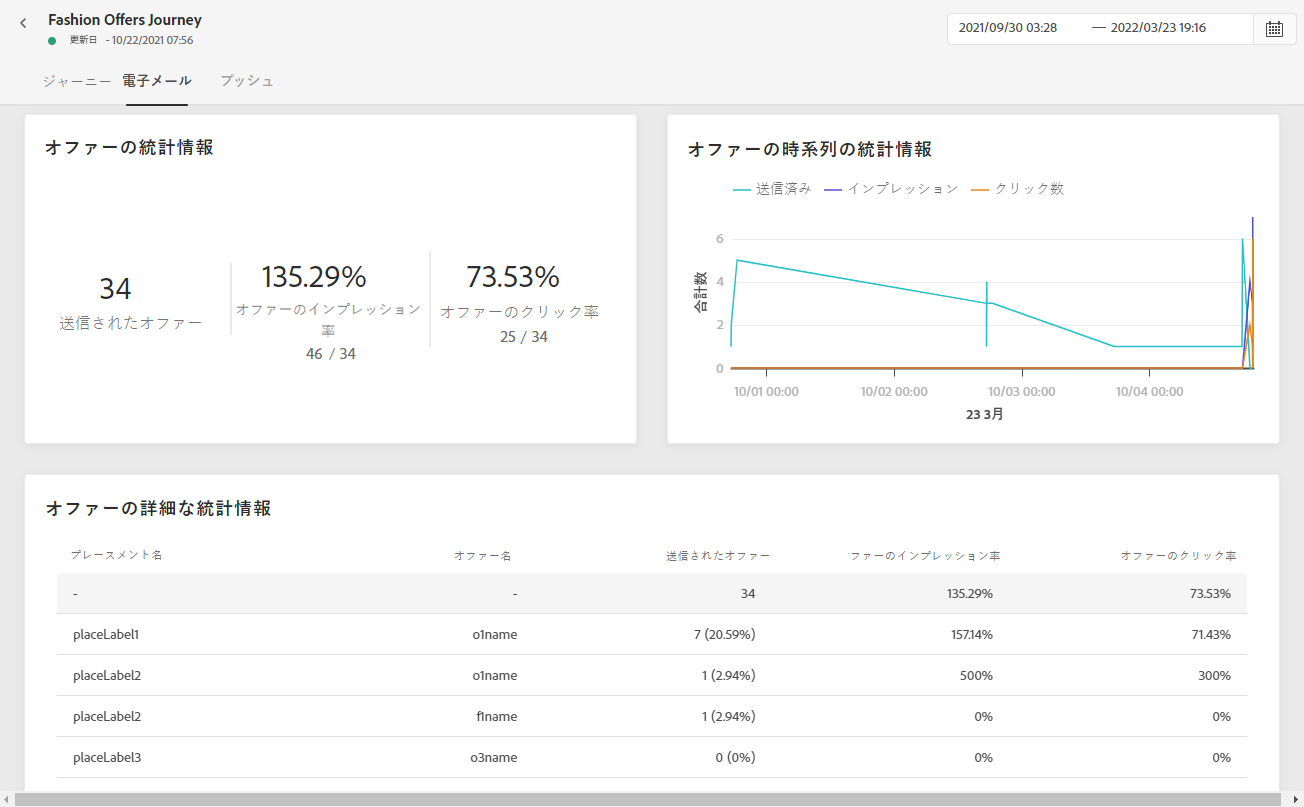 Fashion Offers Journey
更新日 - 10/22/2021 07:56
2021/09/30 03:28 — 2022/03/23 19:16
ジャーニー 電子メール プッシュ
オファーの統計情報
34
送信されたオファー
135.29%
オファーのインプレッション
率
46 / 34
73.53%
オファーのクリック率
25 / 34
オファーの時系列の統計情報
送信済み インプレッション クリック数
合計数
6
4
2
0
10/01 00:00 10/02 00:00 10/03 00:00 10/04 00:00
23 3月
オファーの詳細な統計情報
プレースメント名 オファー名 送信されたオファー ファーのインプレッション率 オファーのクリック率
- - 34 135.29% 73.53%
placeLabel1 o1name 7 (20.59%) 157.14% 71.43%
placeLabel2 o1name 1 (2.94%) 500% 300%
placeLabel2 f1name 1 (2.94%) 0% 0%
placeLabel3 o3name 0 (0%) 0% 0%